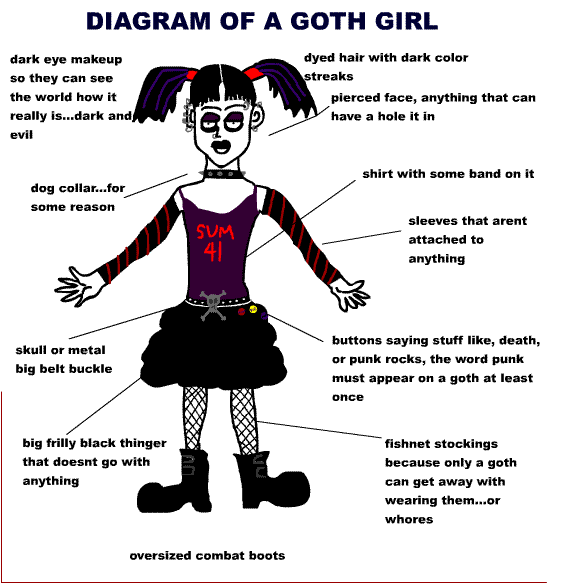 DIAGRAM OF A GOTH GIRL
dark eye makeup
so they can see
the world how it
really is...dark and
evil
dyed hair with dark color
streaks
pierced face, anything that can
have a hole it in
dog collar...for
some reason
shirt with some band on it
SUM
41
sleeves that arent
attached to
anything
skull or metal
big belt buckle
buttons saying stuff like, death,
or punk rocks, the word punk
must appear on a goth at least
once
big frilly black thinger
that doesnt go with
anything
fishnet stockings
because only a goth
can get away with
wearing them...or
whores
oversized combat boots